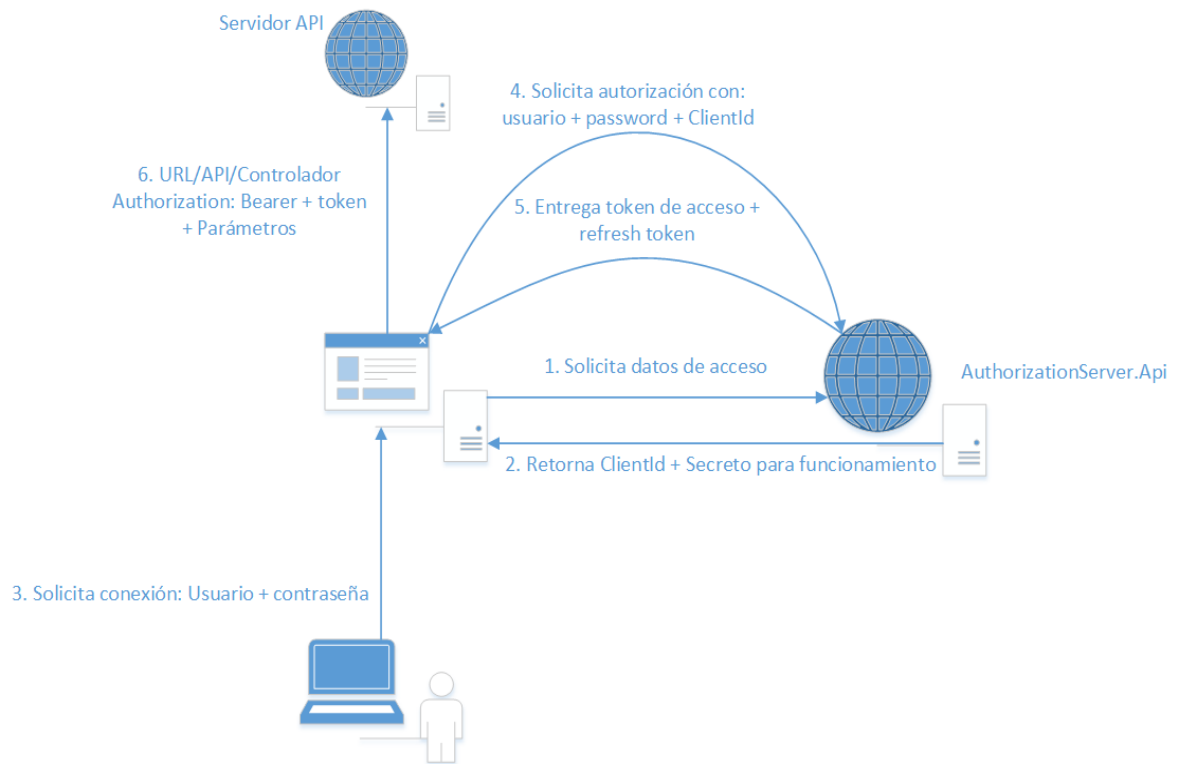 Servidor API
4. Solicita autorización con:
usuario + password + ClientId
6. URL/API/Controlador
Authorization: Bearer + token
+ Parámetros
5. Entrega token de acceso +
refresh token
1. Solicita datos de acceso
AuthorizationServer.Api
2. Retorna ClientId + Secreto para funcionamiento
3. Solicita conexión: Usuario + contraseña